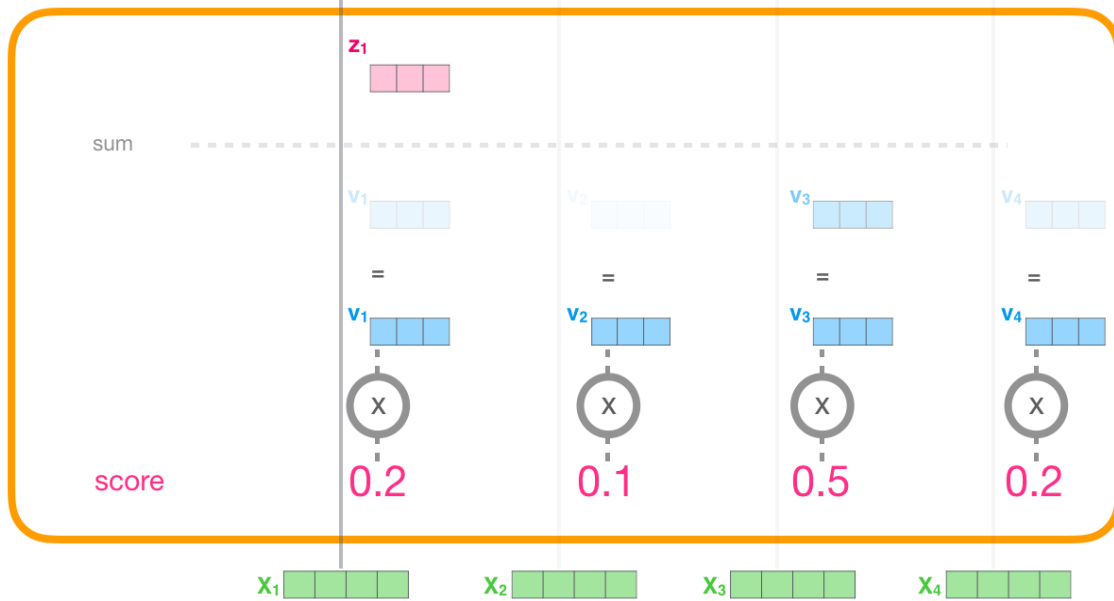 z₁
sum
v₁ v₂ v₃ v₄
= = = =
v₁ v₂ v₃ v₄
X X X X
score 0.2 0.1 0.5 0.2
X₁ X₂ X₃ X₄